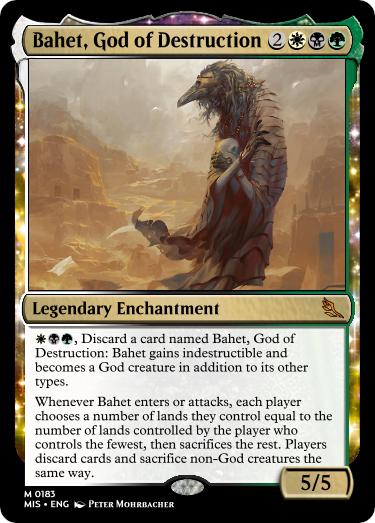 Bahet, God of Destruction 2
Legendary Enchantment
, Discard a card named Bahet, God of
Destruction: Bahet gains indestructible and
becomes a God creature in addition to its other
types.
Whenever Bahet enters or attacks, each player
chooses a number of lands they control equal to the
number of lands controlled by the player who
controls the fewest, then sacrifices the rest. Players
discard cards and sacrifice non-God creatures the
same way.
5/5
M 0183
MIS • ENG Peter Mohrbacher